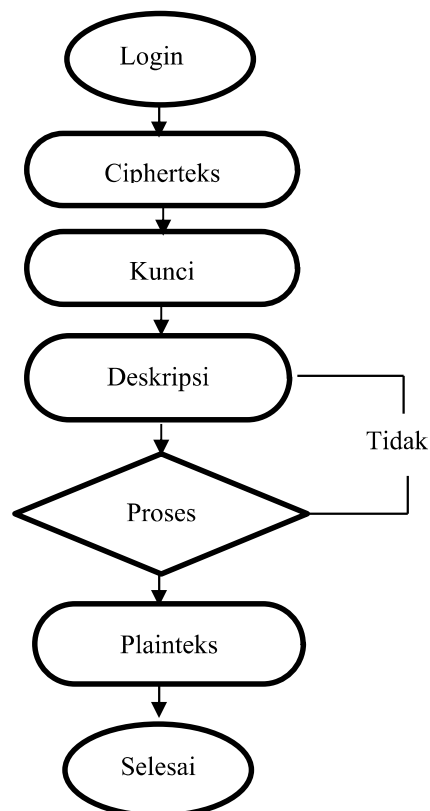 Login
Cipherteks
Kunci
Deskripsi
Tidak
Proses
Plainteks
Selesai